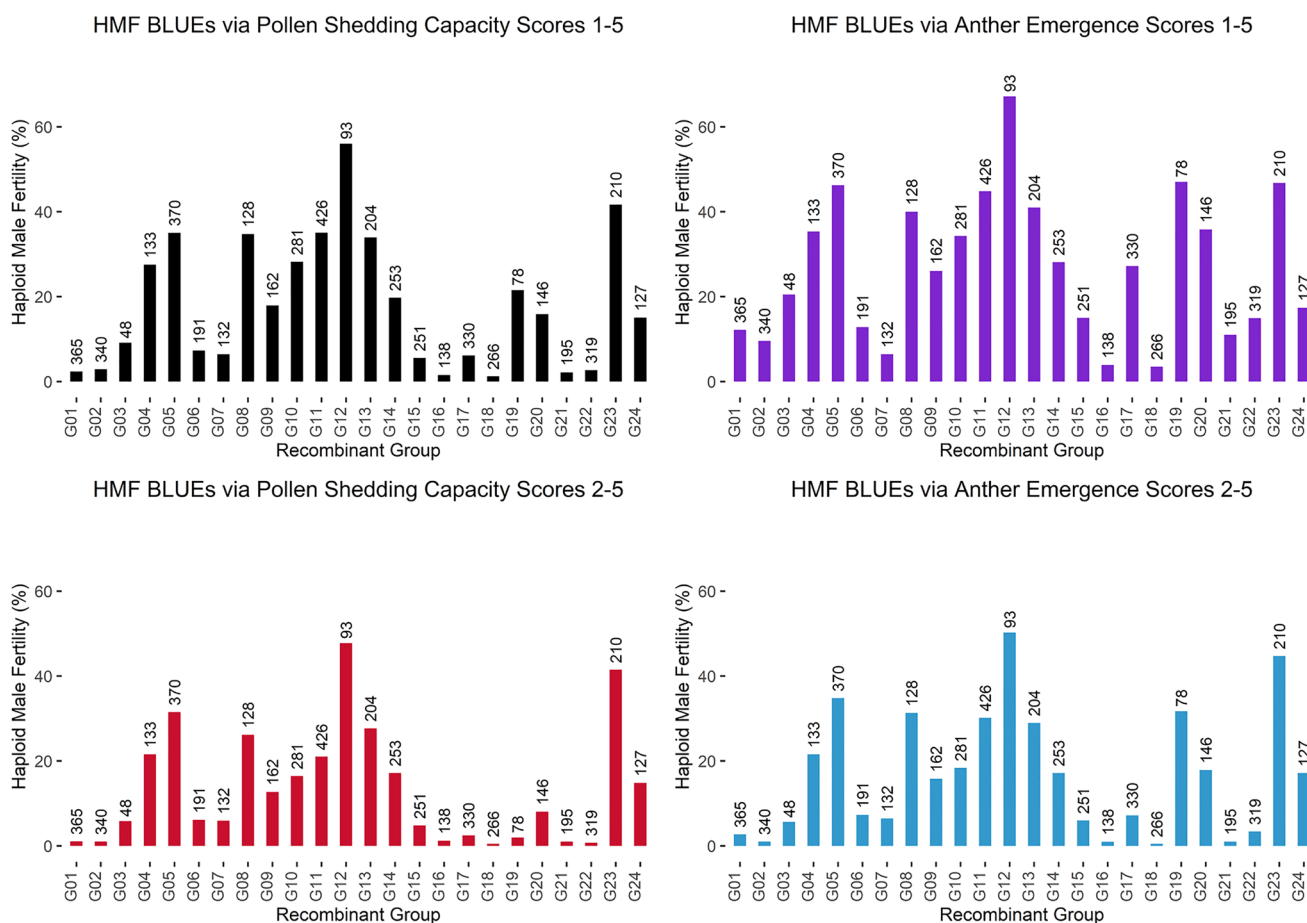 HMF BLUEs via Pollen Shedding Capacity Scores 1-5
Haploid Male Fertility (%)
60
40
20
0
365 340 48 133 370 191 132 128 162 281 426 93 204 253 251 138 330 266 78 146 195 319 210 127
G01 G02 G03 G04 G05 G06 G07 G08 G09 G10 G11 G12 G13 G14 G15 G16 G17 G18 G19 G20 G21 G22 G23 G24
Recombinant Group
HMF BLUEs via Anther Emergence Scores 1-5
Haploid Male Fertility (%)
60
40
20
0
365 340 48 133 370 191 132 128 162 281 426 93 204 253 251 138 330 266 78 146 195 319 210 127
G01 G02 G03 G04 G05 G06 G07 G08 G09 G10 G11 G12 G13 G14 G15 G16 G17 G18 G19 G20 G21 G22 G23 G24
Recombinant Group
HMF BLUEs via Pollen Shedding Capacity Scores 2-5
Haploid Male Fertility (%)
60
40
20
0
365 340 48 133 370 191 132 128 162 281 426 93 204 253 251 138 330 266 78 146 195 319 210 127
G01 G02 G03 G04 G05 G06 G07 G08 G09 G10 G11 G12 G13 G14 G15 G16 G17 G18 G19 G20 G21 G22 G23 G24
Recombinant Group
HMF BLUEs via Anther Emergence Scores 2-5
Haploid Male Fertility (%)
60
40
20
0
365 340 48 133 370 191 132 128 162 281 426 93 204 253 251 138 330 266 78 146 195 319 210 127
G01 G02 G03 G04 G05 G06 G07 G08 G09 G10 G11 G12 G13 G14 G15 G16 G17 G18 G19 G20 G21 G22 G23 G24
Recombinant Group